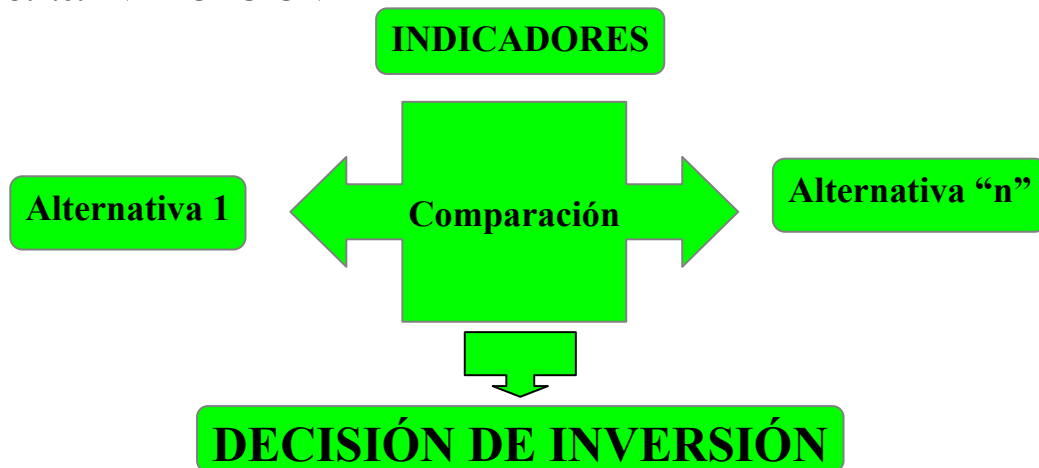 INDICADORES
Alternativa 1
Comparación
Alternativa “n”
DECISIÓN DE INVERSIÓN